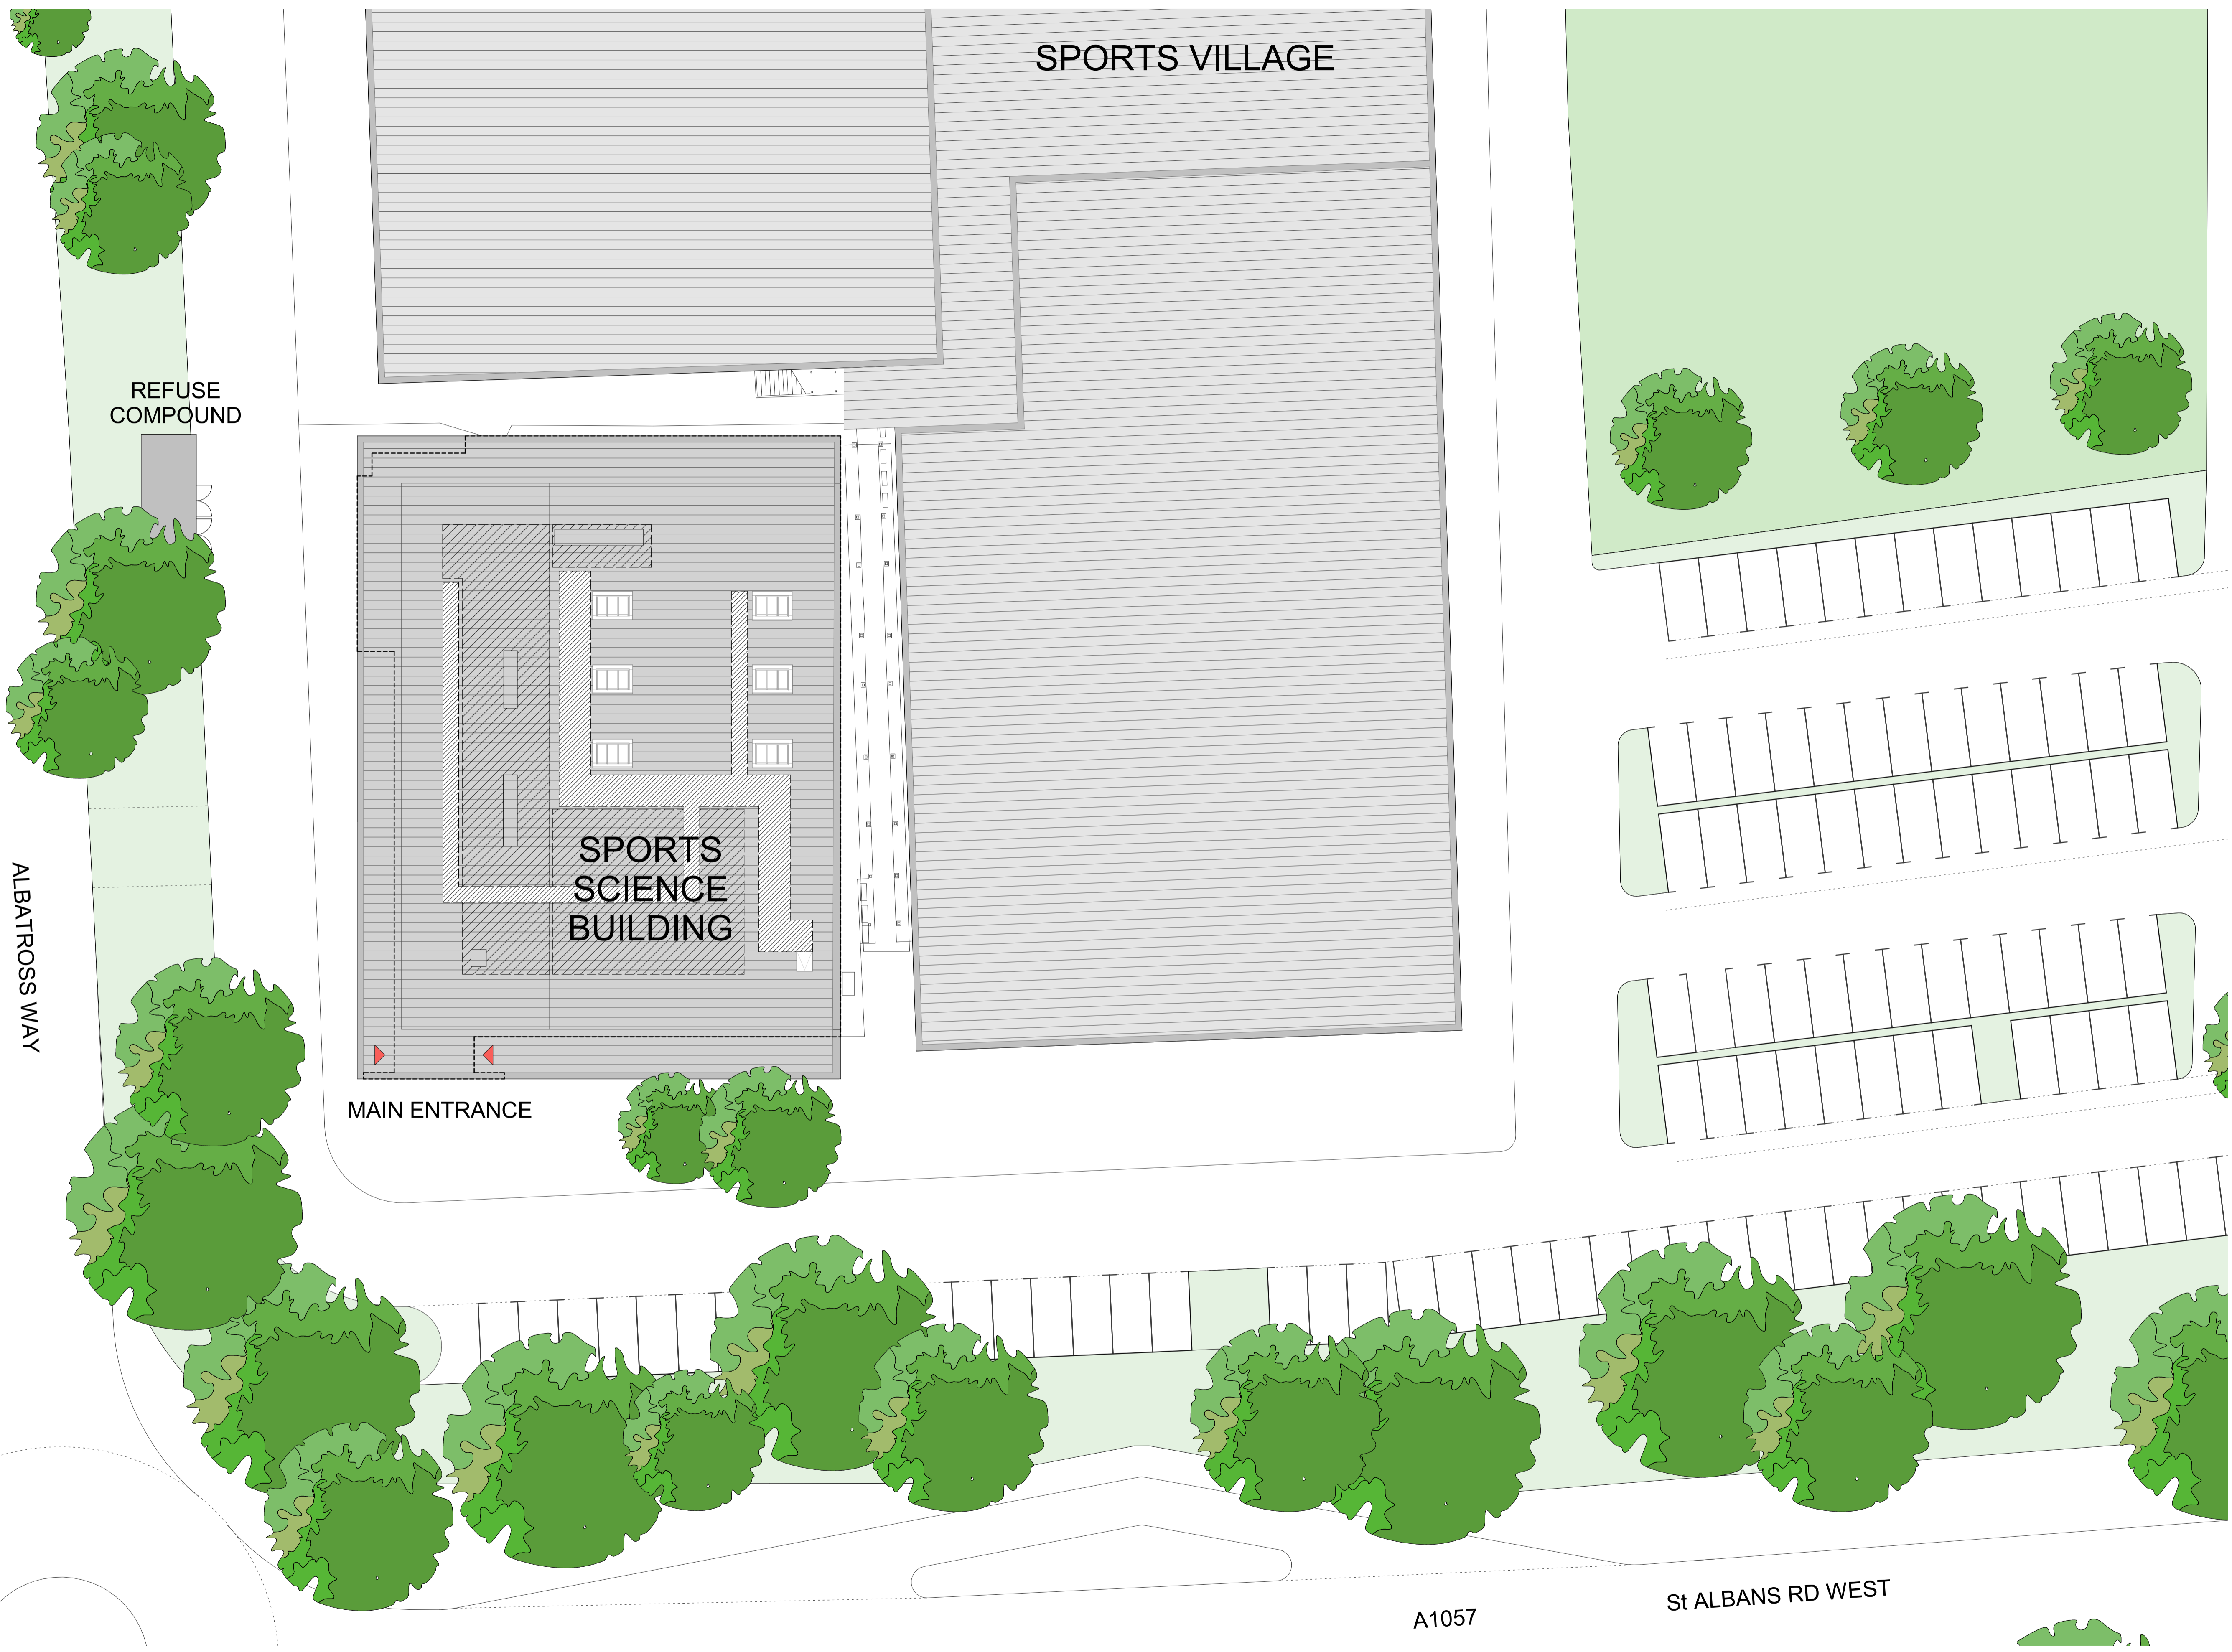 SPORTS VILLAGE
REFUSE
COMPOUND
SPORTS
SCIENCE
BUILDING
ALBATROSS WAY
MAIN ENTRANCE
St ALBANS RD WEST
A1057